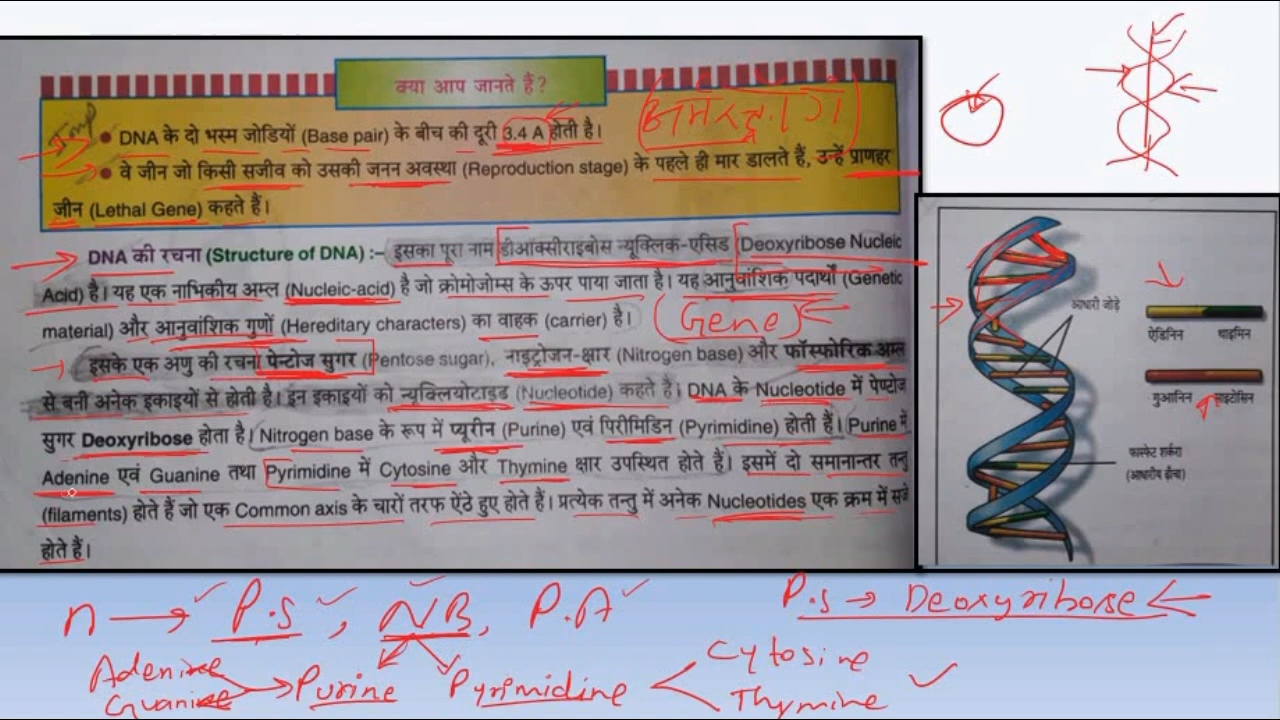 क्या आप जानते हैं?
Imp
• DNA के दो भस्म जोडियों (Base pair) के बीच की दूरी 3.4 A होती है।
• वे जीन जो किसी सजीव को उसकी जनन अवस्था (Reproduction stage) के पहले ही मार डालते हैं, उन्हें प्राणहर
जीन (Lethal Gene) कहते हैं।
DNA की रचना (Structure of DNA) :– इसका पूरा नाम डीऑक्सीराइबोस न्यूक्लिक-एसिड (Deoxyribose Nucleic
Acid) है। यह एक नाभिकीय अम्ल (Nucleic-acid) है जो क्रोमोजोम्स के ऊपर पाया जाता है। यह आनुवांशिक पदार्थों (Genetic
material) और आनुवांशिक गुणों (Hereditary characters) का वाहक (carrier) है।
(Gene)
इसके एक अणु की रचना पेन्टोज सुगर (Pentose sugar), नाइट्रोजन-क्षार (Nitrogen base) और फॉस्फोरिक अम्ल
से बनी अनेक इकाइयों से होती है। इन इकाइयों को न्यूक्लियोटाइड (Nucleotide) कहते है। DNA के Nucleotide में पेण्टोज
सुगर Deoxyribose होता है। Nitrogen base के रूप में प्यूरीन (Purine) एवं पिरीमिडिन (Pyrimidine) होती हैं। Purine में
Adenine एवं Guanine तथा Pyrimidine में Cytosine और Thymine क्षार उपस्थित होते हैं। इसमें दो समानान्तर तन्तु
(filaments) होते हैं जो एक Common axis के चारों तरफ ऐंठे हुए होते हैं। प्रत्येक तन्तु में अनेक Nucleotides एक क्रम में सजे
होते हैं।
आधारी जोड़े
ऐडिनिन थाइमिन
गुआनिन साइटोसिन
फास्फेट शर्करा
(आधारीय ढाँचा)
n → P.S, NB, P.A
P.S → Deoxyribose
Adenine
Guanine
Purine Pyrimidine
Cytosine
Thymine